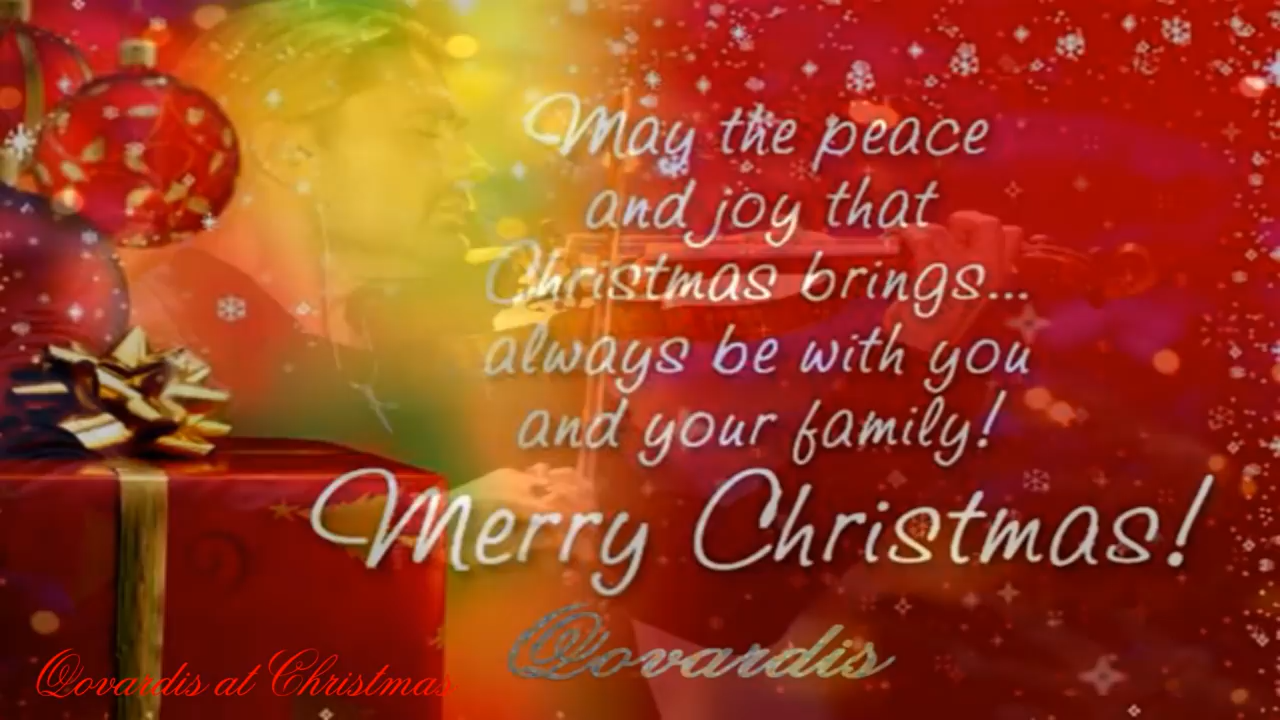 May the peace
and joy that
Christmas brings...
always be with you
and your family!
Merry Christmas!
Qovardis
Qovardis at Christmas